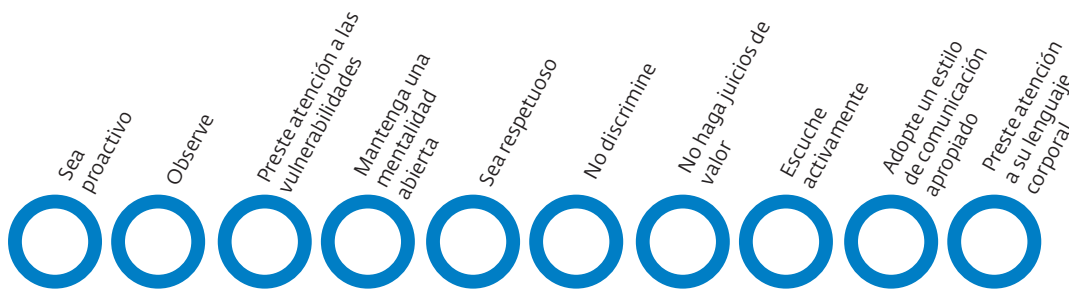 Sea
proactivo
Observe
Preste atención a las
vulnerabilidades
Mantenga una
mentalidad
abierta
Sea respetuoso
No discrimine
No haga juicios de
valor
Escuche
activamente
Adopte un estilo
de comunicación
apropiado
Preste atención
a su lenguaje
corporal